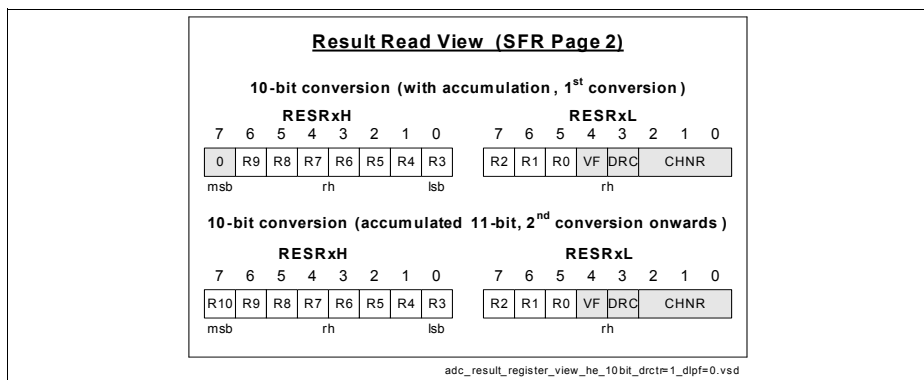 Result Read View (SFR Page 2)
10-bit conversion (with accumulation, 1st conversion)
RESRxH RESRxL
7 6 5 4 3 2 1 0 7 6 5 4 3 2 1 0
0 R9 R8 R7 R6 R5 R4 R3 R2 R1 R0 VF DRC CHNR
msb rh lsb rh
10-bit conversion (accumulated 11-bit, 2nd conversion onwards)
RESRxH RESRxL
7 6 5 4 3 2 1 0 7 6 5 4 3 2 1 0
R10 R9 R8 R7 R6 R5 R4 R3 R2 R1 R0 VF DRC CHNR
msb rh lsb rh
adc_result_register_view_he_10bit_drctr=1_dlpf=0.vsd